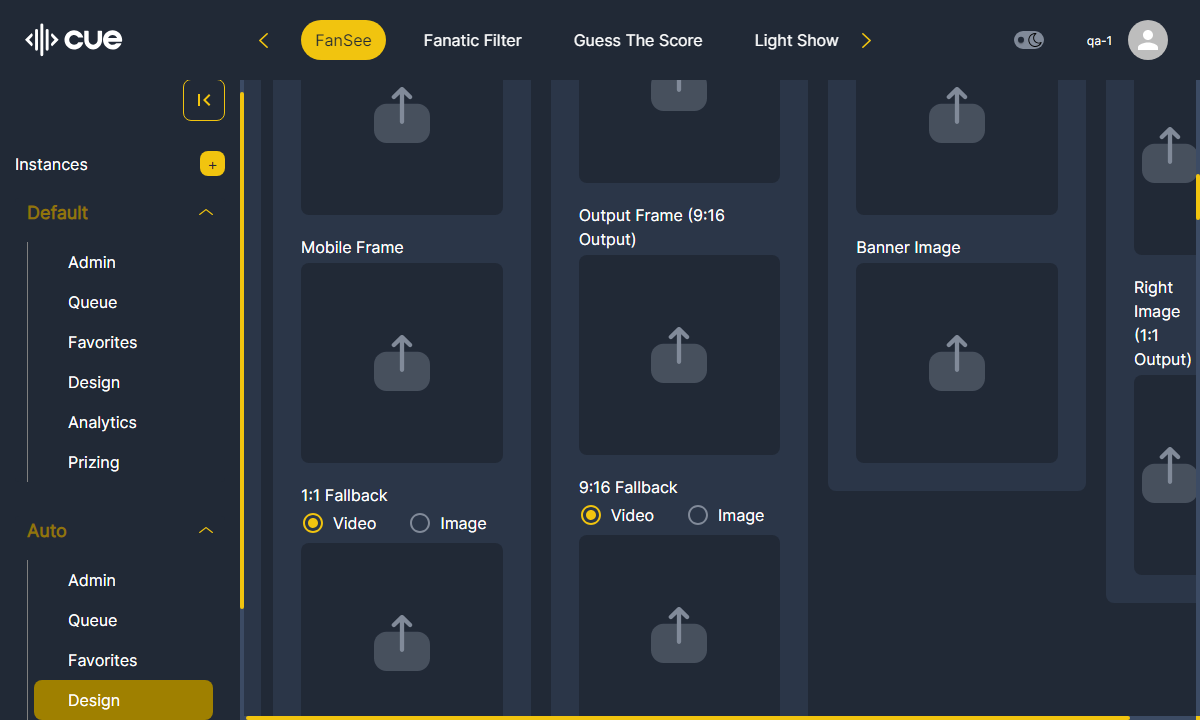 cue
FanSee
Fanatic Filter
Guess The Score
Light Show
qa-1
Instances
+
Default
Admin
Queue
Favorites
Design
Analytics
Prizing
Auto
Admin
Queue
Favorites
Design
Mobile Frame
1:1 Fallback
Video
Image
Output Frame (9:16
Output)
9:16 Fallback
Video
Image
Banner Image
Right
Image
(1:1
Output)